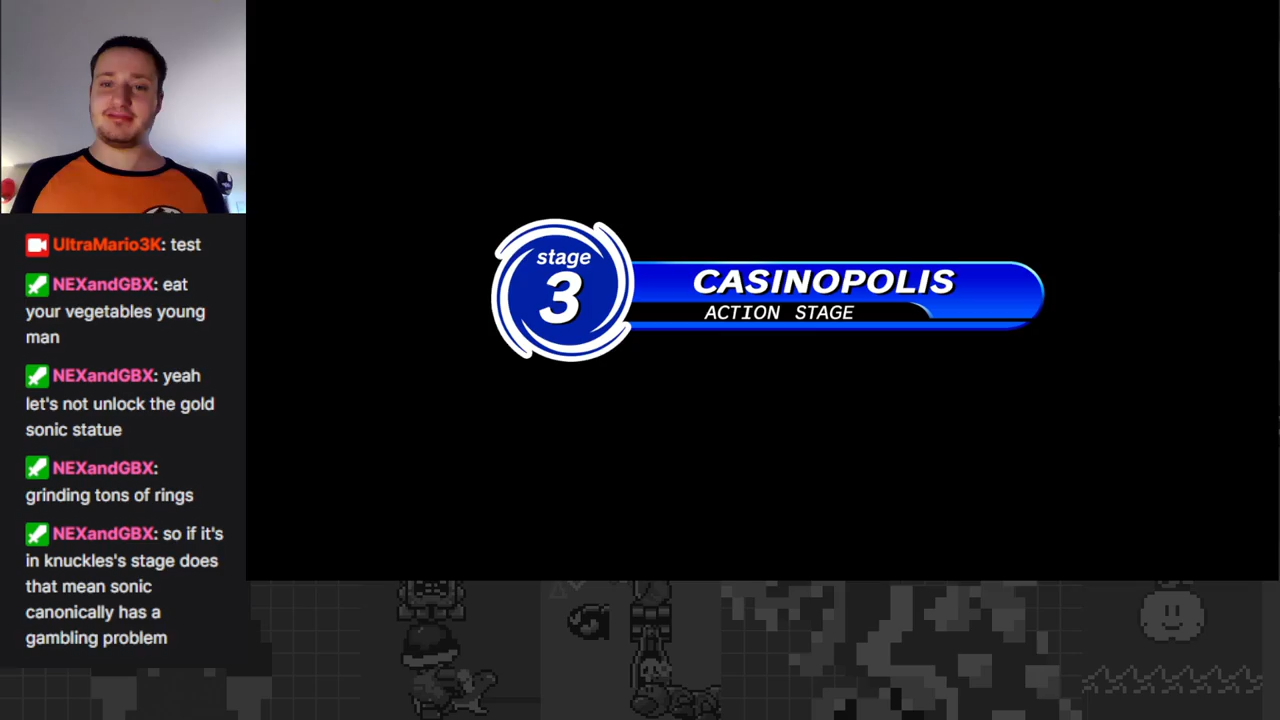 UltraMario3K: test
NEXandGBX: eat
your vegetables young
man
NEXandGBX: yeah
let's not unlock the gold
sonic statue
NEXandGBX:
grinding tons of rings
NEXandGBX: so if it's
in knuckles's stage does
that mean sonic
canonically has a
gambling problem
stage
3
CASINOPOLIS
ACTION STAGE